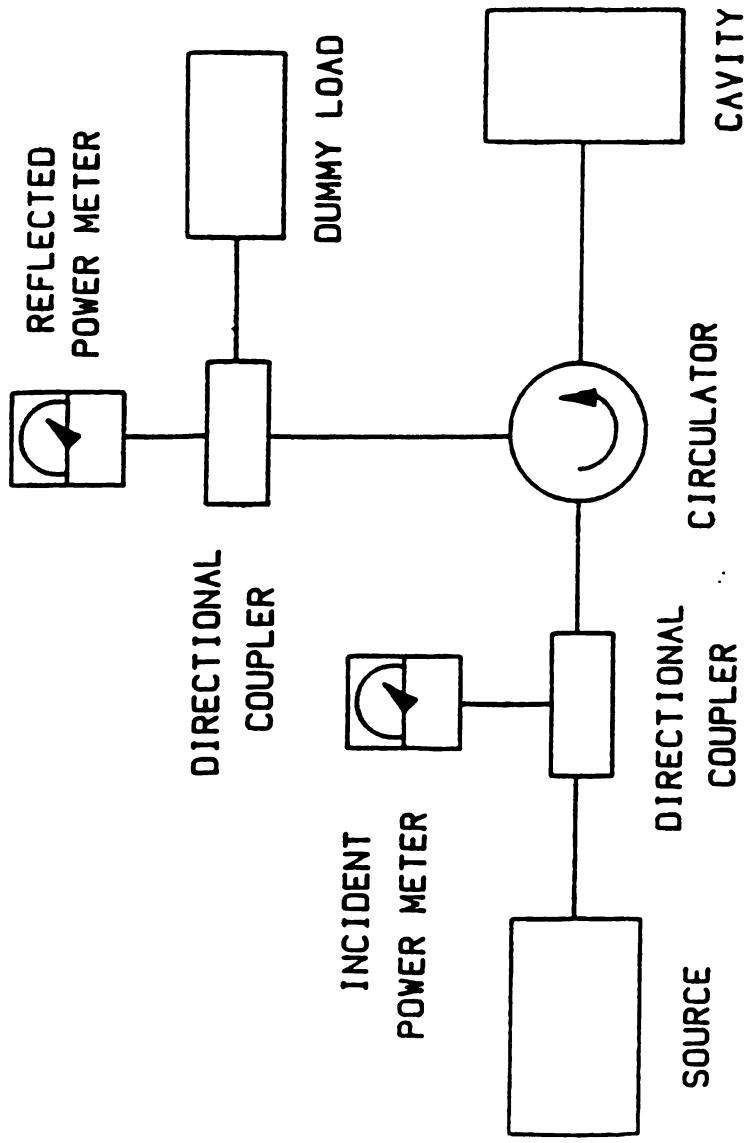 REFLECTED
POWER METER
DUMMY LOAD
DIRECTIONAL
COUPLER
CAVITY
CIRCULATOR
INCIDENT
POWER METER
DIRECTIONAL
COUPLER
SOURCE